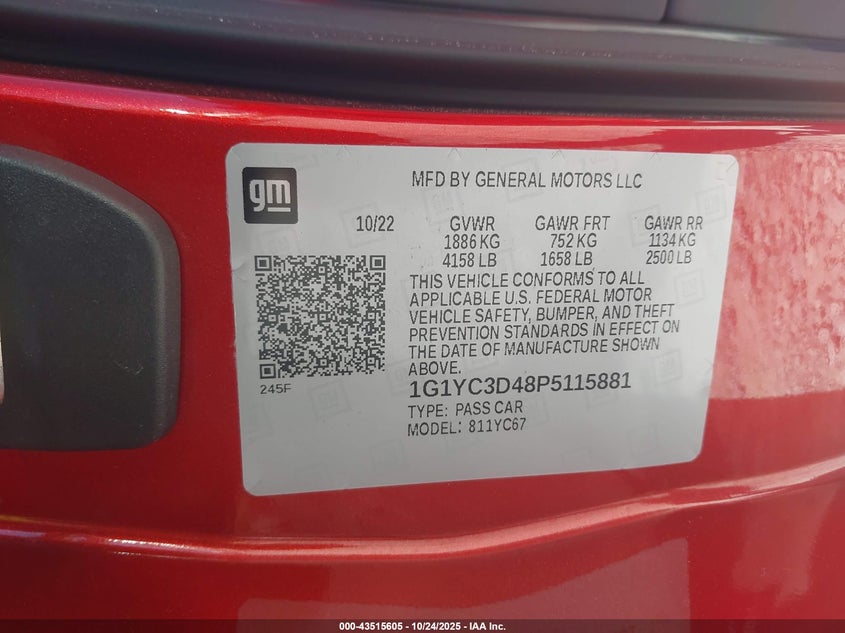 gm
MFD BY GENERAL MOTORS LLC
10/22 GVWR GAWR FRT GAWR RR
1886 KG 752 KG 1134 KG
4158 LB 1658 LB 2500 LB
THIS VEHICLE CONFORMS TO ALL
APPLICABLE U.S. FEDERAL MOTOR
VEHICLE SAFETY, BUMPER, AND THEFT
PREVENTION STANDARDS IN EFFECT ON
THE DATE OF MANUFACTURE SHOWN
ABOVE.
245F
1G1YC3D48P5115881
TYPE: PASS CAR
MODEL: 811YC67
000-43515605 - 10/24/2025 - IAA Inc.